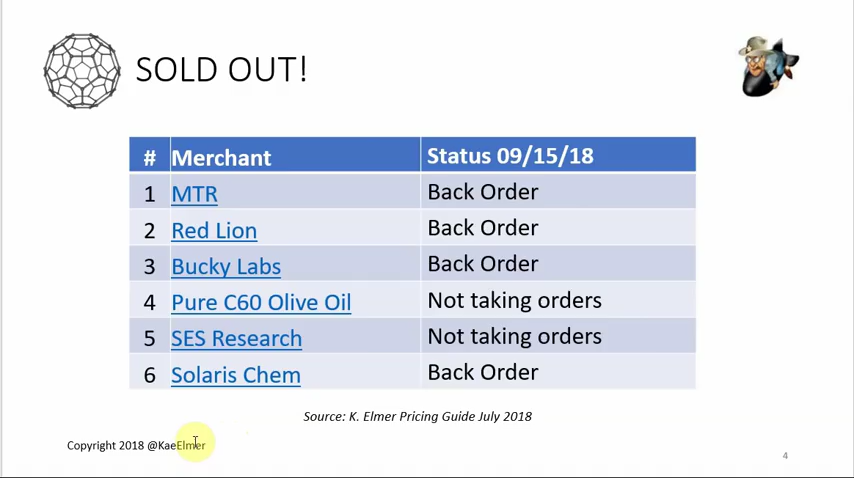 SOLD OUT!
# Merchant Status 09/15/18
1 MTR Back Order
2 Red Lion Back Order
3 Bucky Labs Back Order
4 Pure C60 Olive Oil Not taking orders
5 SES Research Not taking orders
6 Solaris Chem Back Order
Source: K. Elmer Pricing Guide July 2018
Copyright 2018 @KaeElmer
4